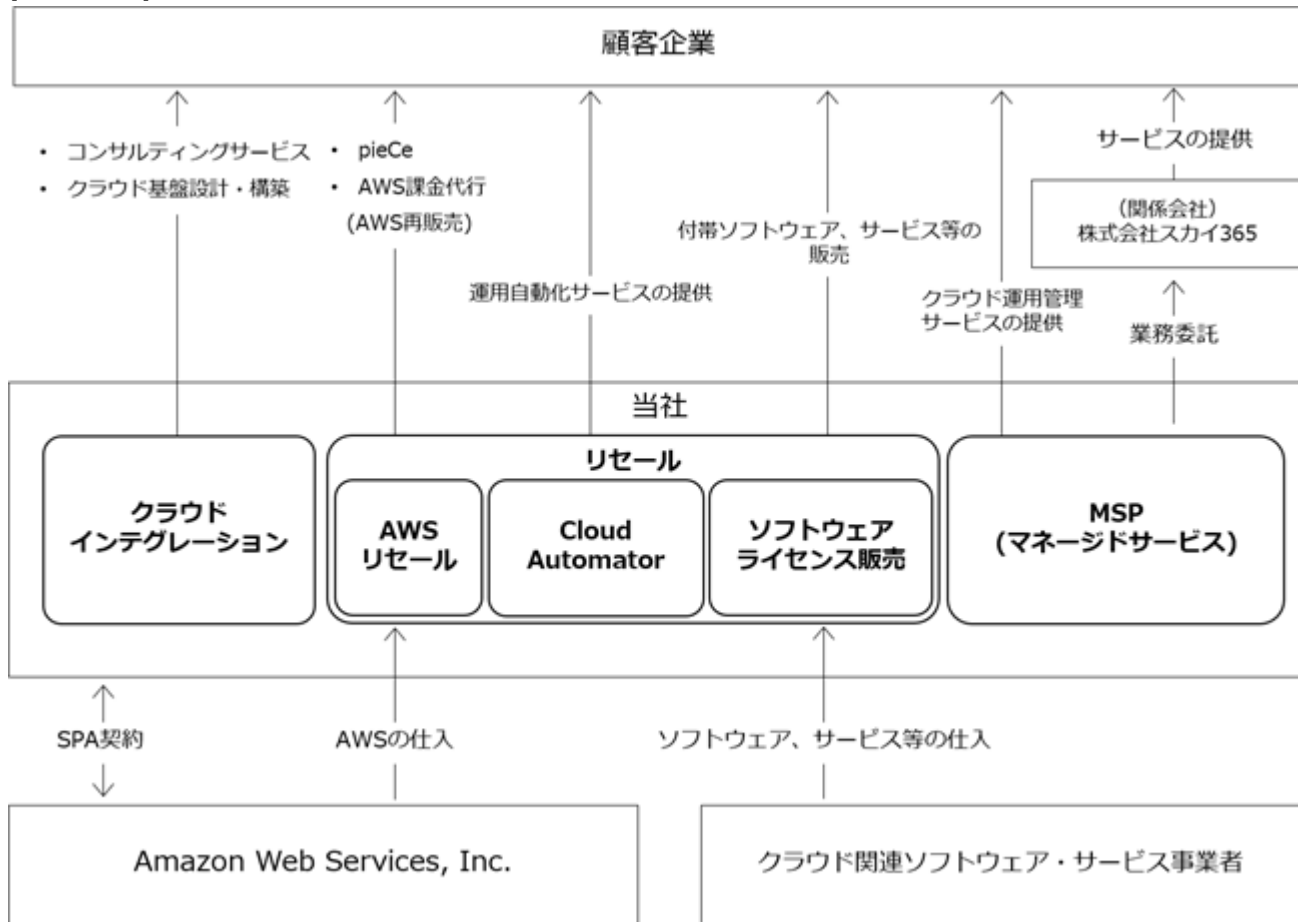 顧客企業
・ コンサルティングサービス
・ クラウド基盤設計・構築
・ pieCe
・ AWS課金代行
(AWS再販売)
運用自動化サービスの提供
付帯ソフトウェア、サービス等の
販売
クラウド運用管理
サービスの提供
サービスの提供
(関係会社)
株式会社スカイ365
業務委託
当社
クラウド
インテグレーション
リセール
AWS
リセール
Cloud
Automator
ソフトウェア
ライセンス販売
MSP
(マネージドサービス)
SPA契約
AWSの仕入
ソフトウェア、サービス等の仕入
Amazon Web Services, Inc.
クラウド関連ソフトウェア・サービス事業者